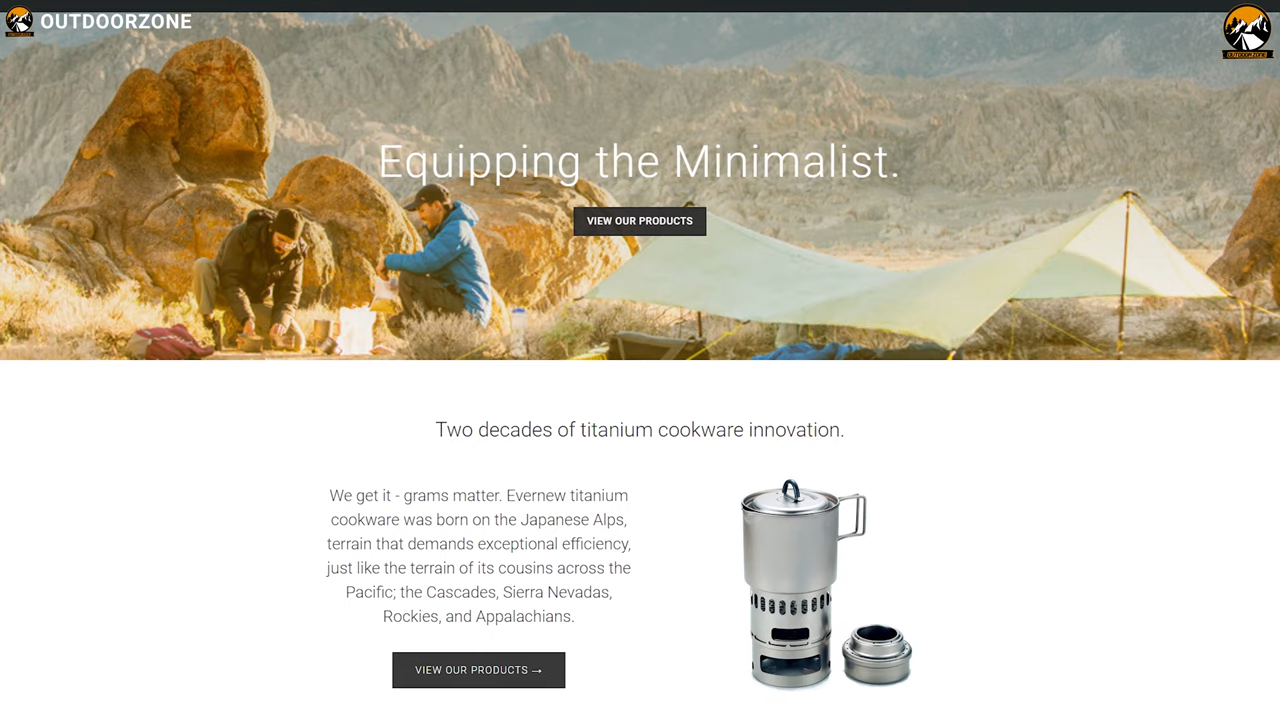 OUTDOORZONE
OUTDOORZONE
Equipping the Minimalist.
VIEW OUR PRODUCTS
Two decades of titanium cookware innovation.
We get it - grams matter. Evernew titanium
cookware was born on the Japanese Alps,
terrain that demands exceptional efficiency,
just like the terrain of its cousins across the
Pacific; the Cascades, Sierra Nevadas,
Rockies, and Appalachians.
VIEW OUR PRODUCTS →